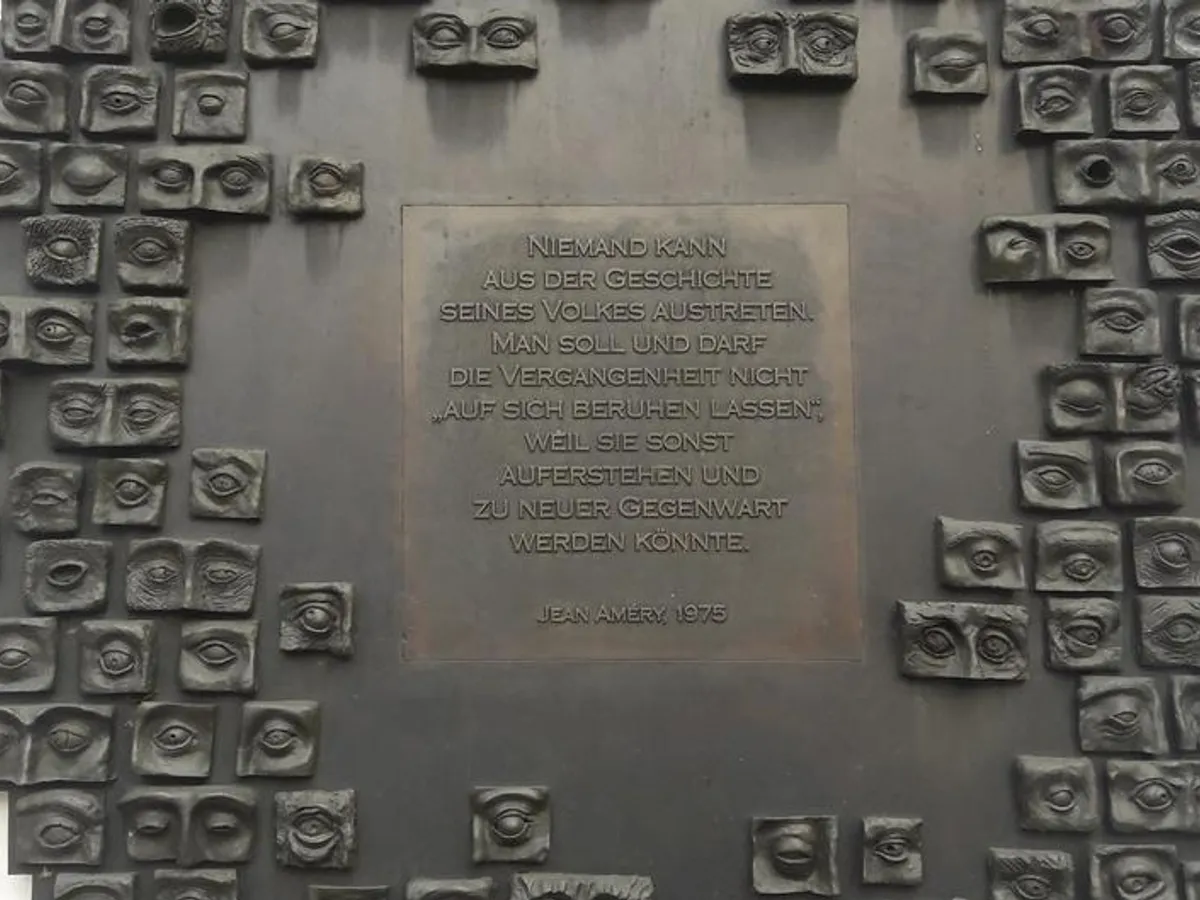 Niemand kann
aus der Geschichte
seines Volkes austreten.
Man soll und darf
die Vergangenheit nicht
„auf sich beruhen lassen“,
weil sie sonst
auferstehen und
zu neuer Gegenwart
werden könnte.
Jean Améry, 1975